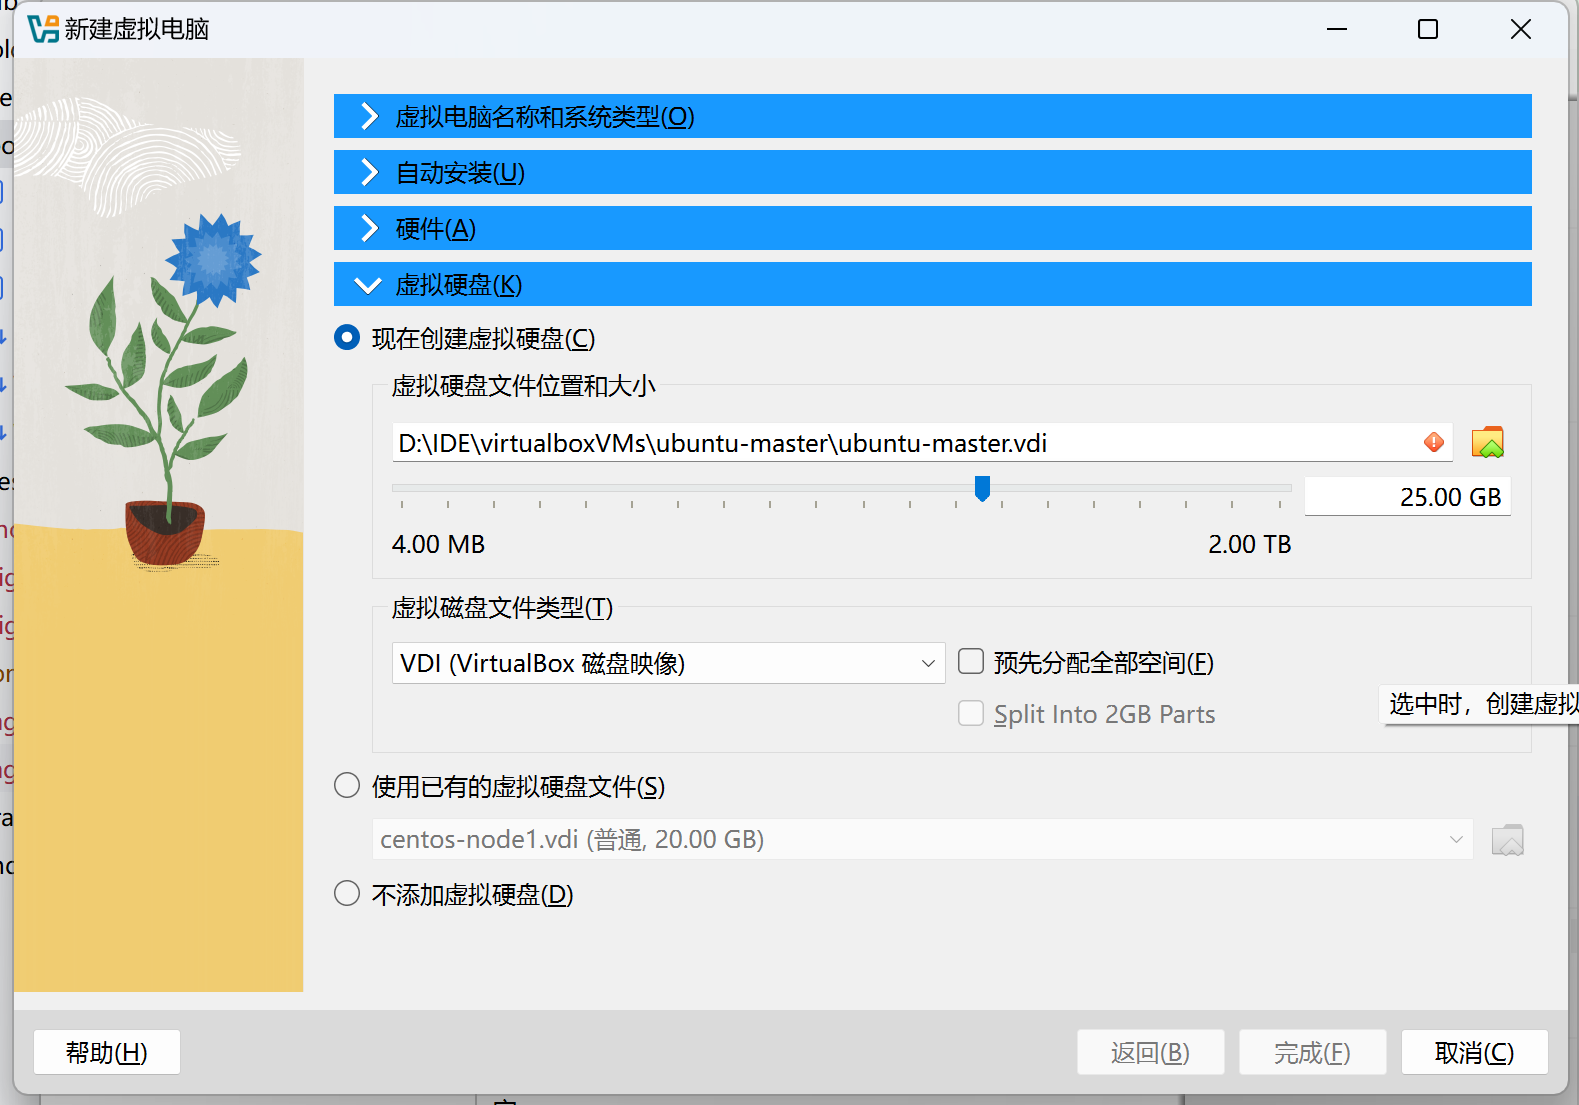 新建虚拟电脑
虚拟电脑名称和系统类型(O)
自动安装(U)
硬件(A)
虚拟硬盘(K)
现在创建虚拟硬盘(C)
虚拟硬盘文件位置和大小
D:\IDE\virtualboxVMs\ubuntu-master\ubuntu-master.vdi
25.00 GB
4.00 MB
2.00 TB
虚拟磁盘文件类型(T)
VDI (VirtualBox 磁盘映像)
预先分配全部空间(F)
Split Into 2GB Parts
选中时，创建虚拟
使用已有的虚拟硬盘文件(S)
centos-node1.vdi (普通, 20.00 GB)
不添加虚拟硬盘(D)
帮助(H)
返回(B)
完成(F)
取消(C)